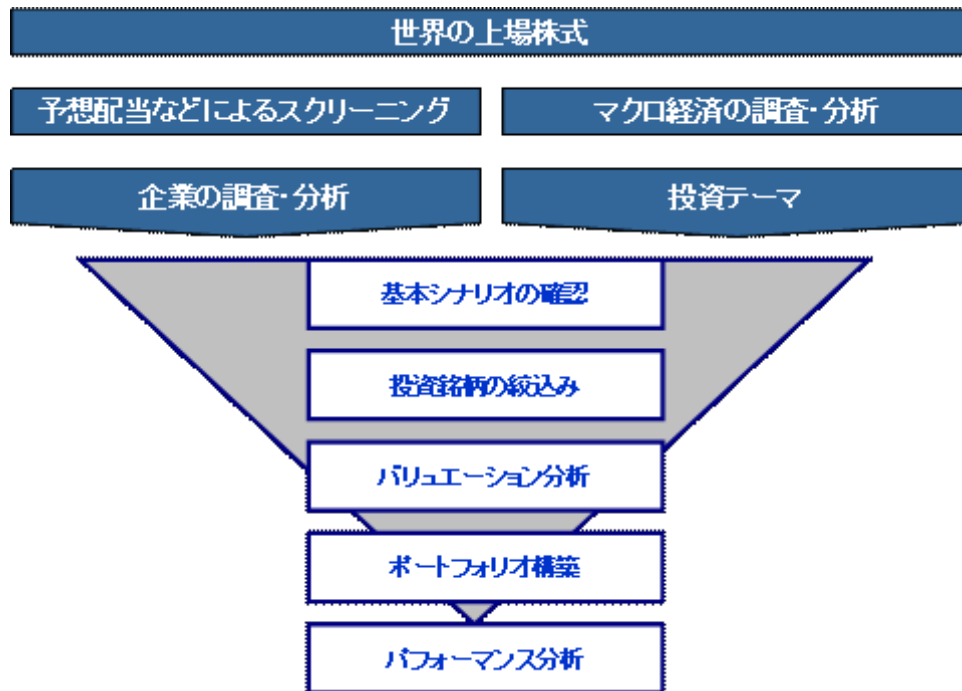 世界の上場株式
予想配当などによるスクリーニング
マクロ経済の調査・分析
企業の調査・分析
投資テーマ
基本シナリオの確認
投資銘柄の絞込み
バリュエーション分析
ポートフォリオ構築
パフォーマンス分析